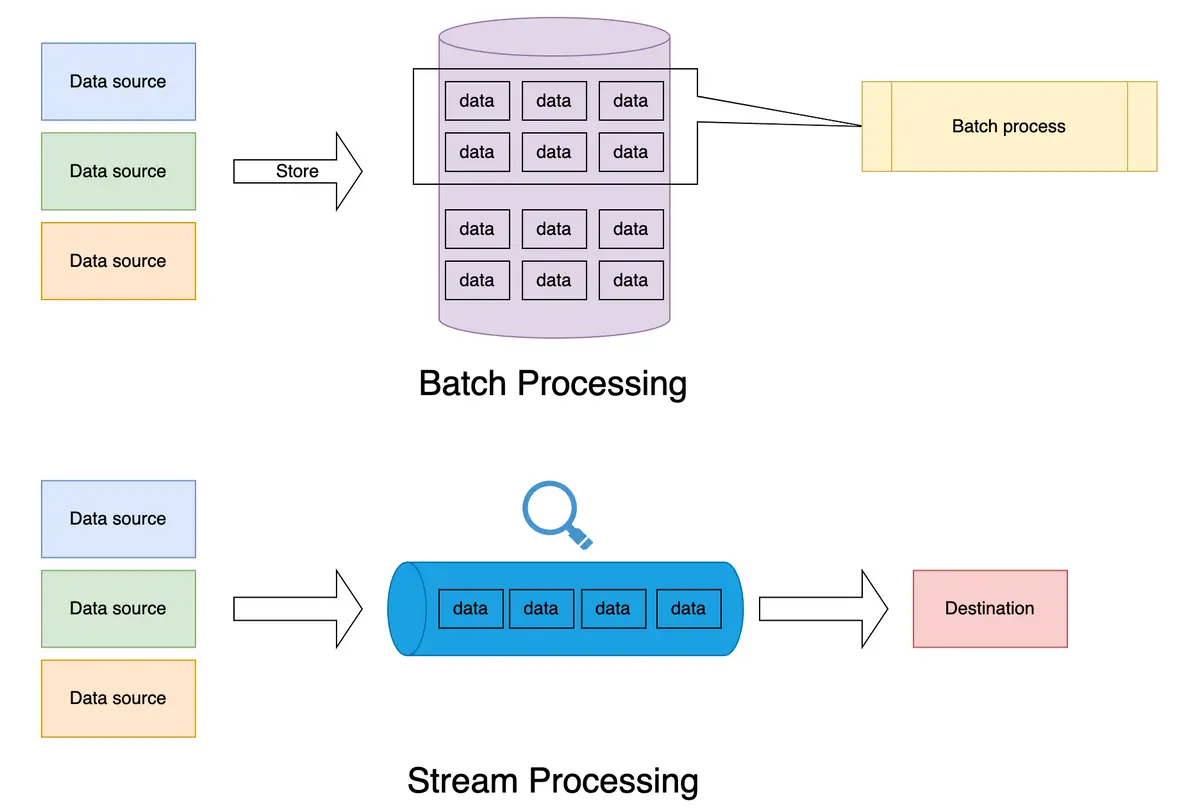 Data source
Data source
Data source
Store
data data data
data data data
data data data
data data data
Batch process
Batch Processing
Data source
Data source
Data source
data data data data
Destination
Stream Processing